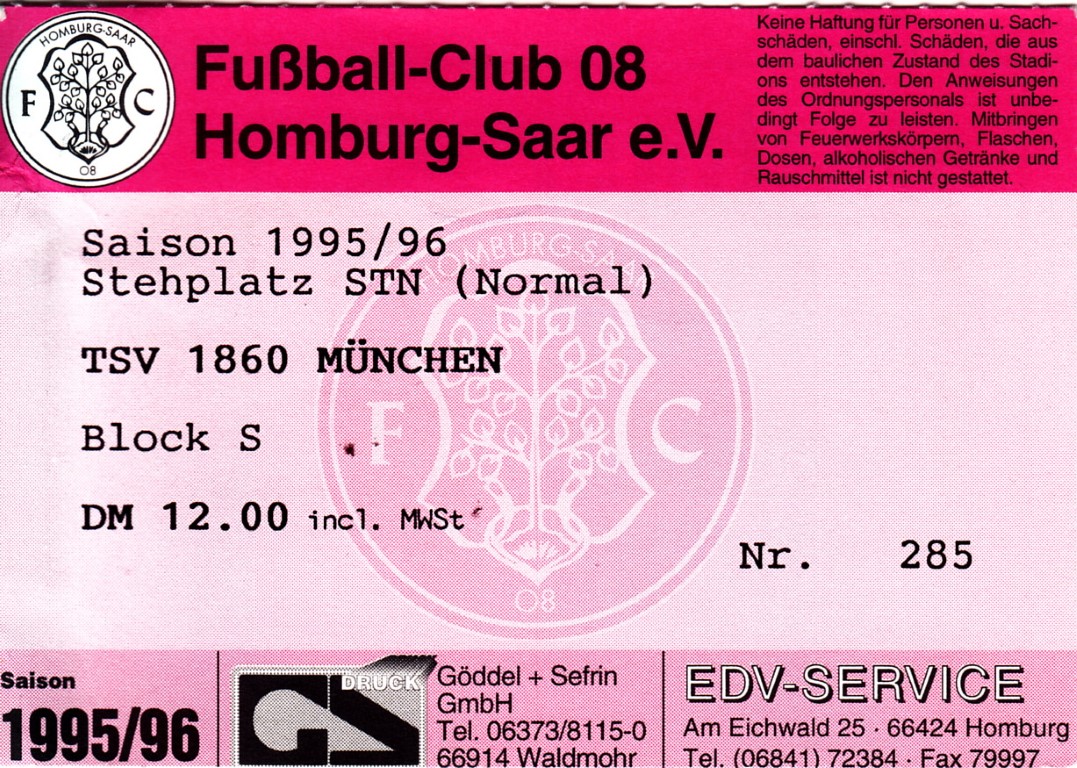 HOMBURG-SAAR
F C
08
Fußball-Club 08
Homburg-Saar e.V.
Keine Haftung für Personen u. Sach-
schäden, einschl. Schäden, die aus
dem baulichen Zustand des Stadi-
ons entstehen. Den Anweisungen
des Ordnungspersonals ist unbe-
dingt Folge zu leisten. Mitbringen
von Feuerwerkskörpern, Flaschen,
Dosen, alkoholischen Getränke und
Rauschmittel ist nicht gestattet.
HOMBURG-SAAR
F C
08
Saison 1995/96
Stehplatz STN (Normal)
TSV 1860 MÜNCHEN
Block S
DM 12.00 incl. MWSt
Nr. 285
Saison
1995/96
DRUCK
Göddel + Sefrin
GmbH
Tel. 06373/8115-0
66914 Waldmohr
EDV-SERVICE
Am Eichwald 25 · 66424 Homburg
Tel. (06841) 72384 · Fax 79997